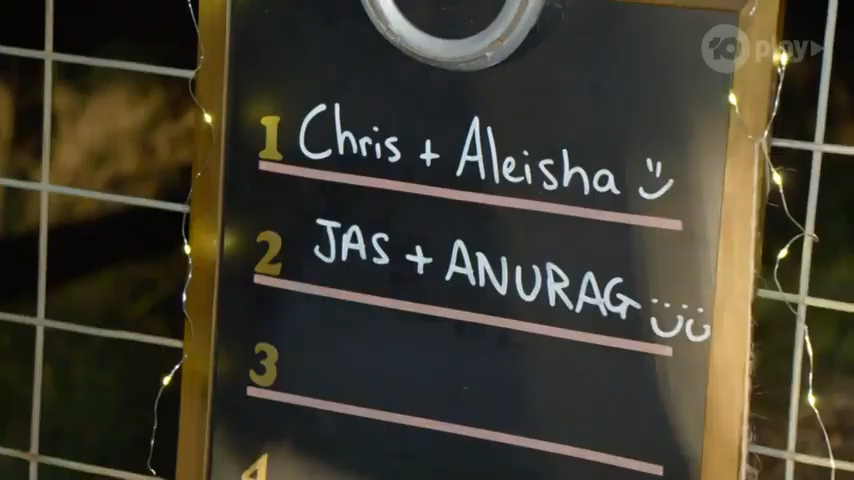 10 play
1 Chris + Aleisha
2 JAS + ANURAG
3
4